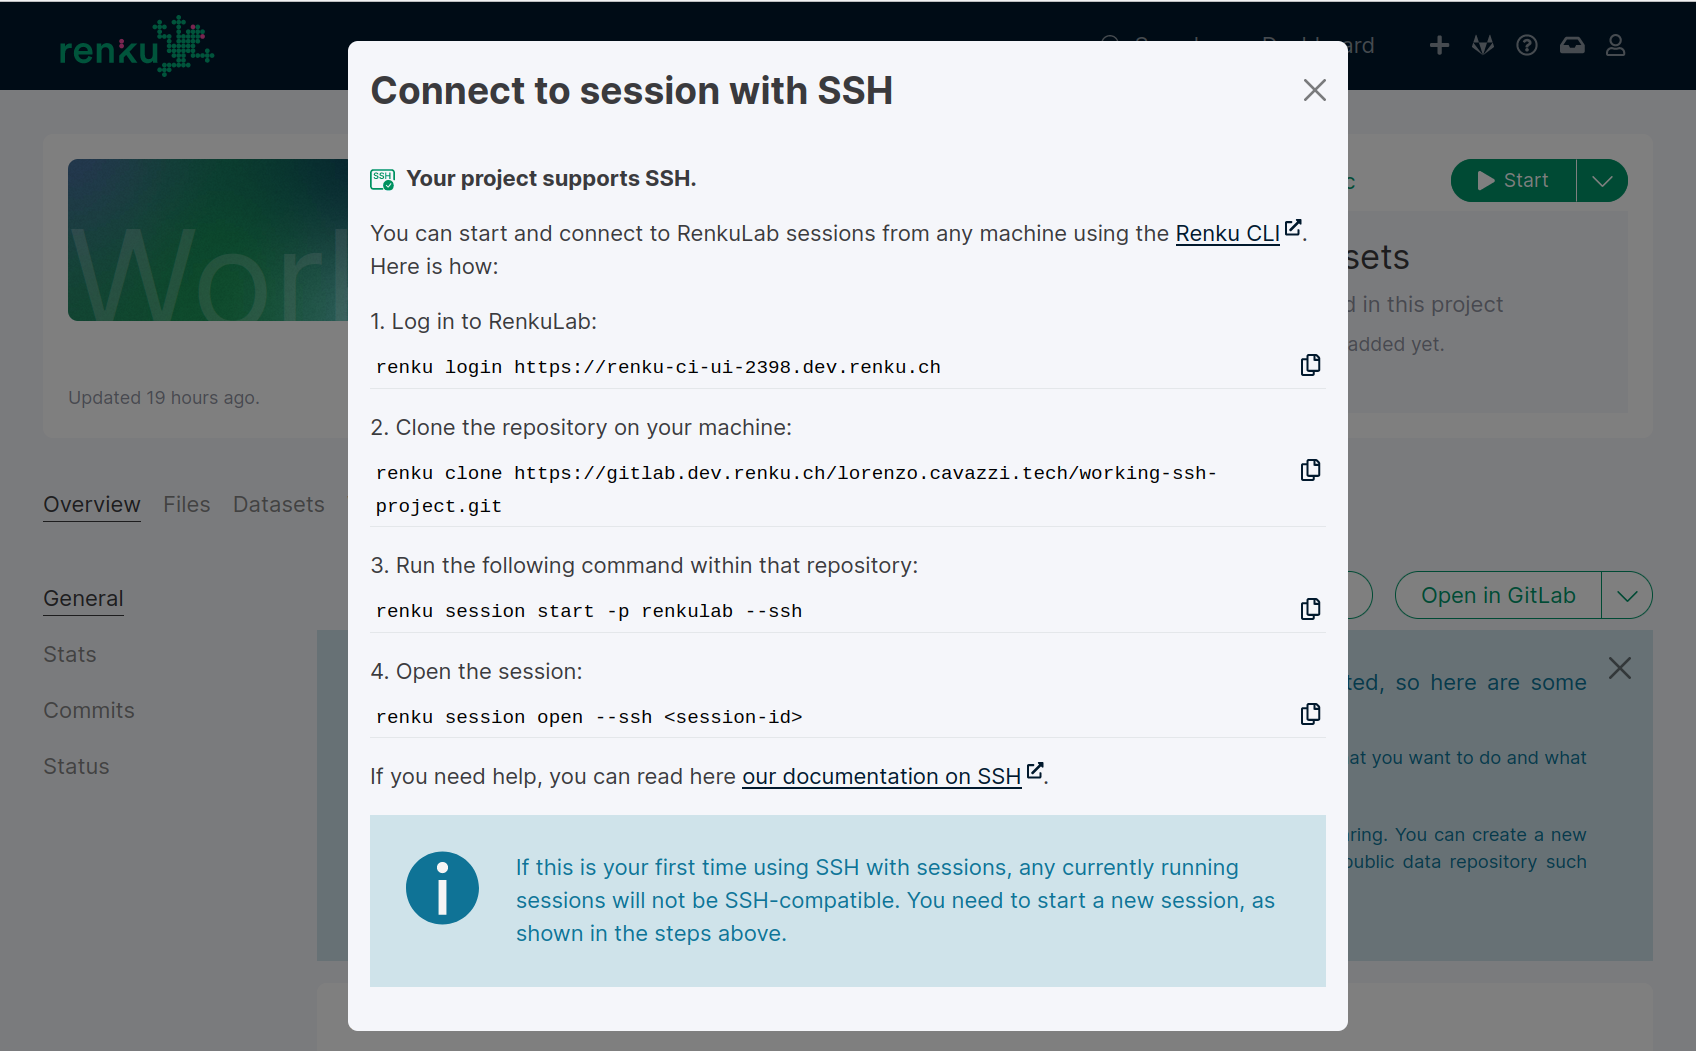 renku
Connect to session with SSH
SSH
Your project supports SSH.
Start
You can start and connect to RenkuLab sessions from any machine using the Renku CLI.
Here is how:
1. Log in to RenkuLab:
renku login https://renku-ci-ui-2398.dev.renku.ch
d in this project
added yet.
Updated 19 hours ago.
2. Clone the repository on your machine:
renku clone https://gitlab.dev.renku.ch/lorenzo.cavazzi.tech/working-ssh-
project.git
Overview Files Datasets
3. Run the following command within that repository:
renku session start -p renkulab --ssh
Open in GitLab
General
Stats
Commits
Status
4. Open the session:
renku session open --ssh <session-id>
so here are some
at you want to do and what
If you need help, you can read here our documentation on SSH.
You can create a new
public data repository such
If this is your first time using SSH with sessions, any currently running
sessions will not be SSH-compatible. You need to start a new session, as
shown in the steps above.